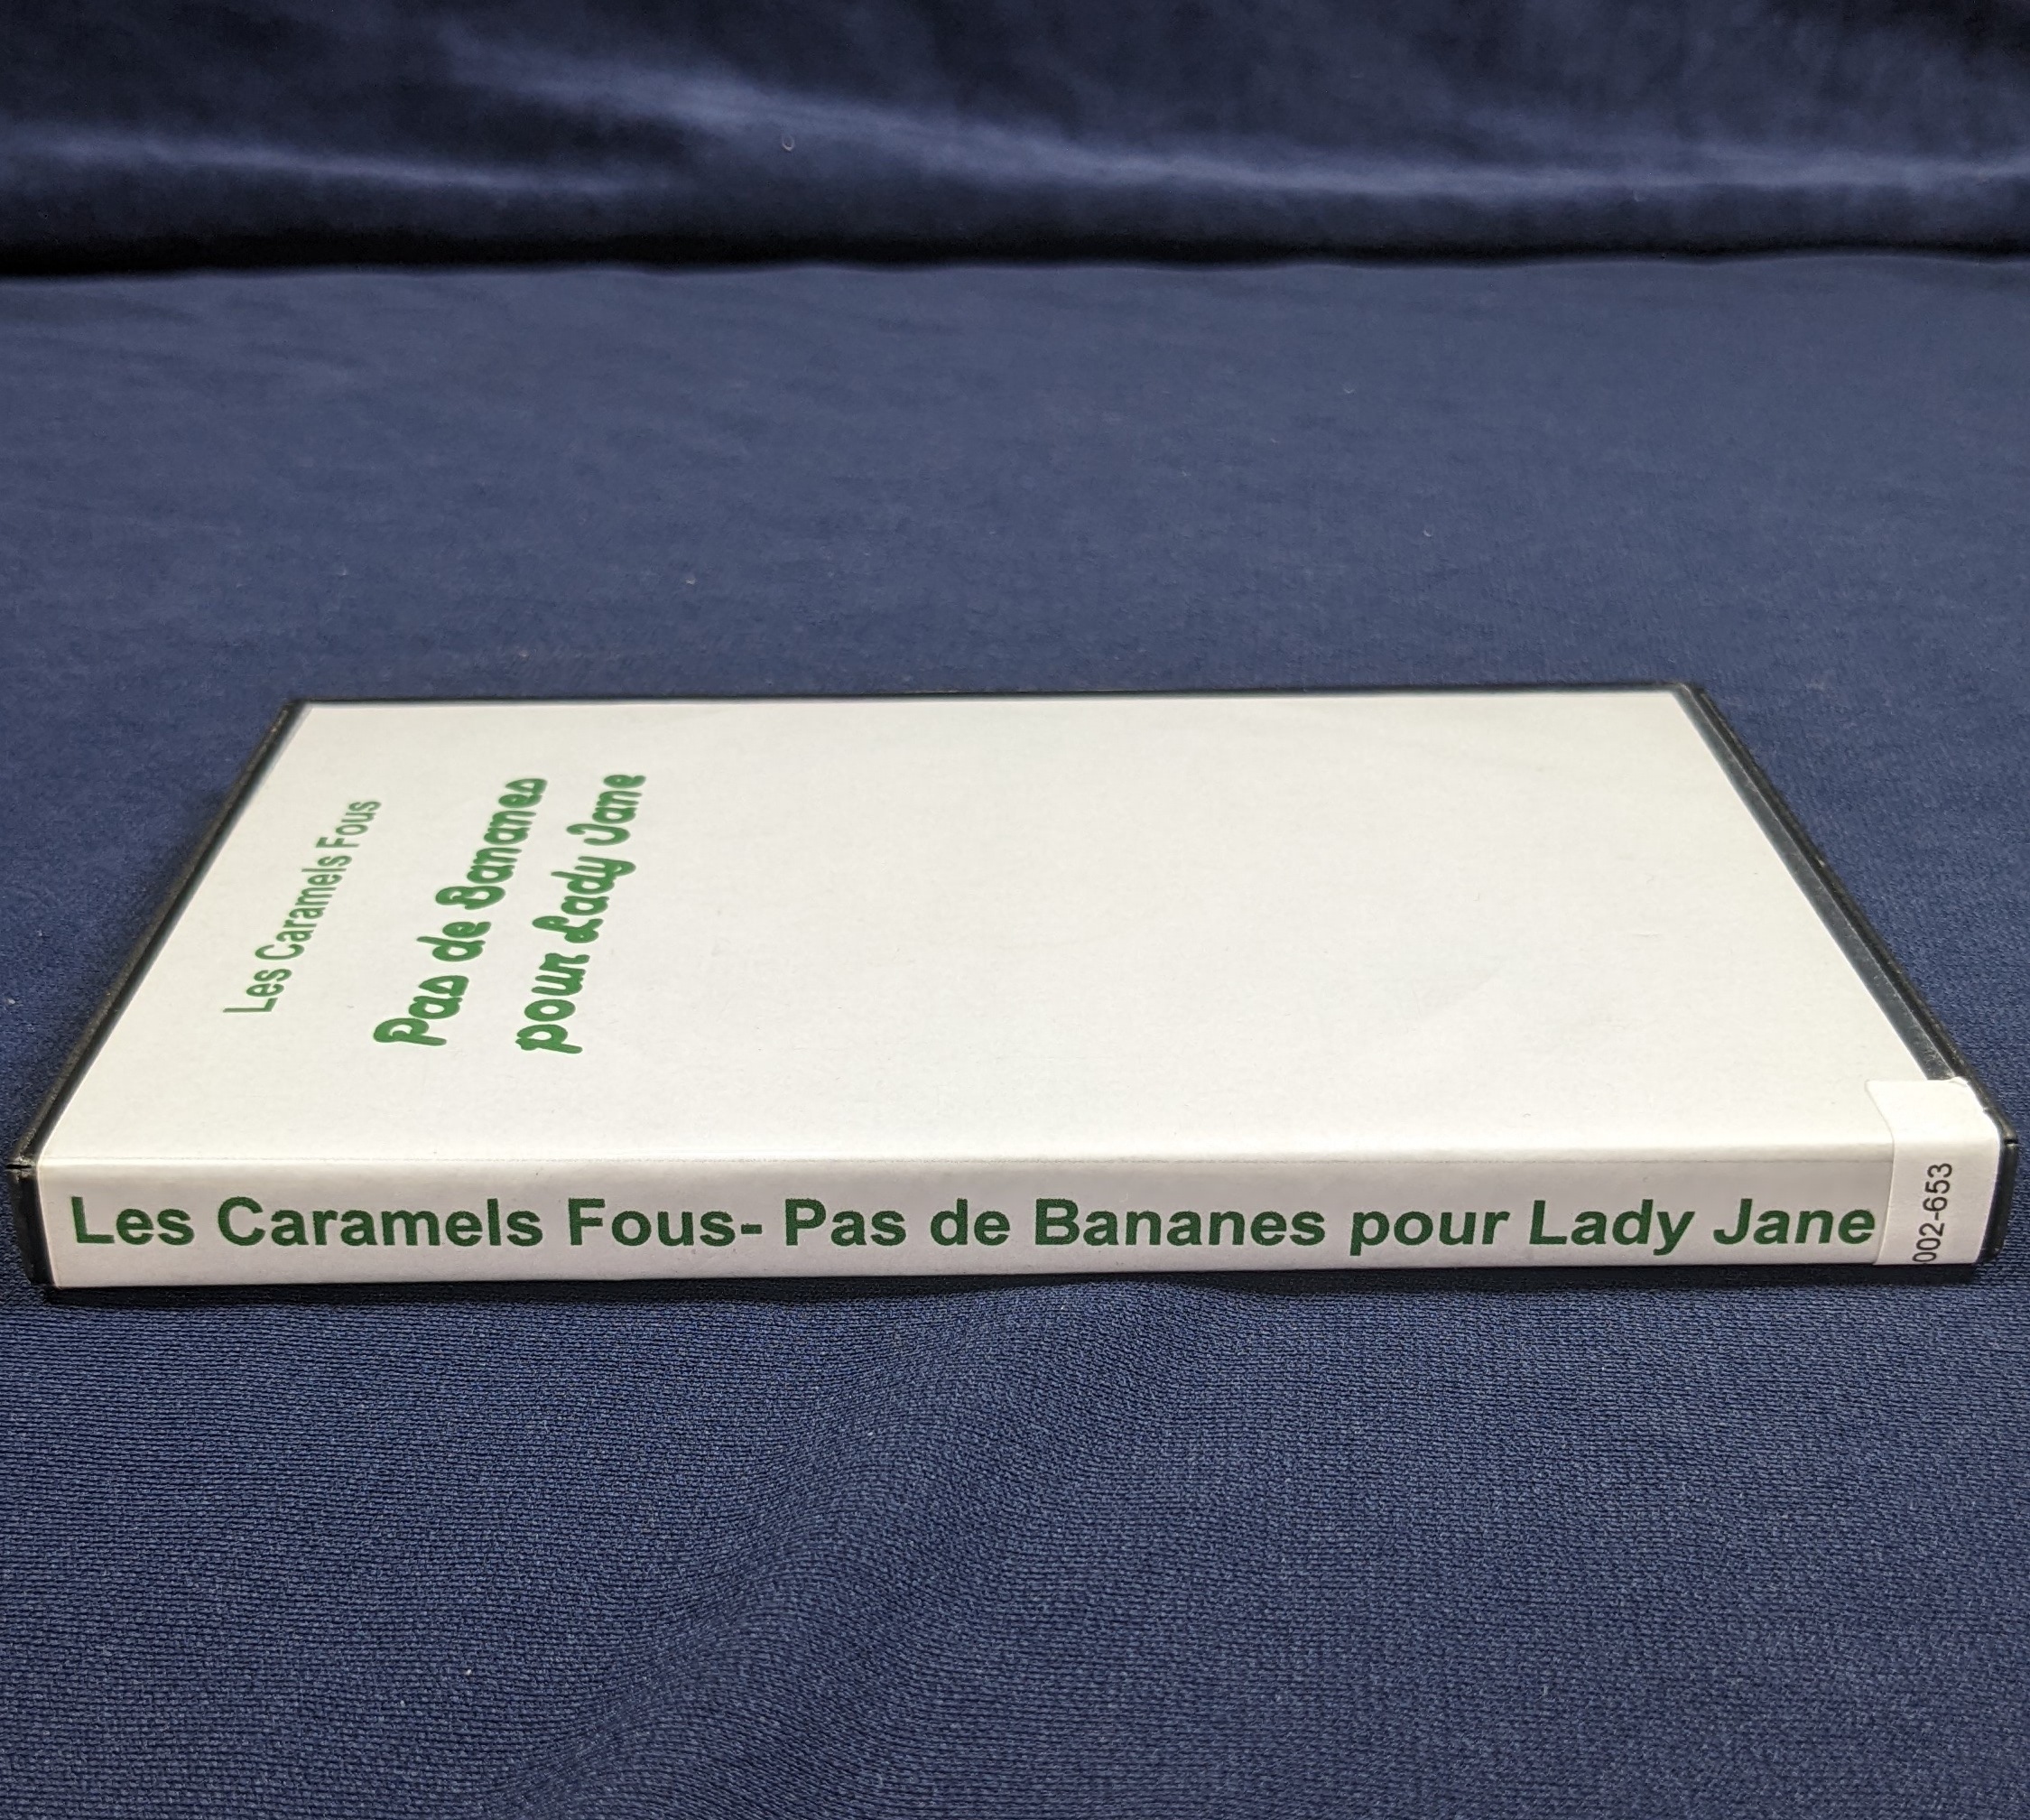 Les Caramels Fous
Pas de Bananes
pour Lady Jane
Les Caramels Fous- Pas de Bananes pour Lady Jane
002-653